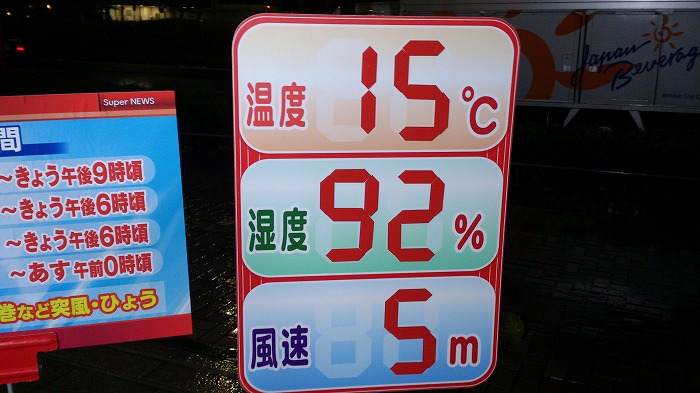 Super NEWS
間
～きょう午後9時頃
～きょう午後6時頃
～きょう午後6時頃
～あす午前0時頃
巻など突風・ひょう
温度 15℃
湿度 92%
風速 5m
Japan
Beverag